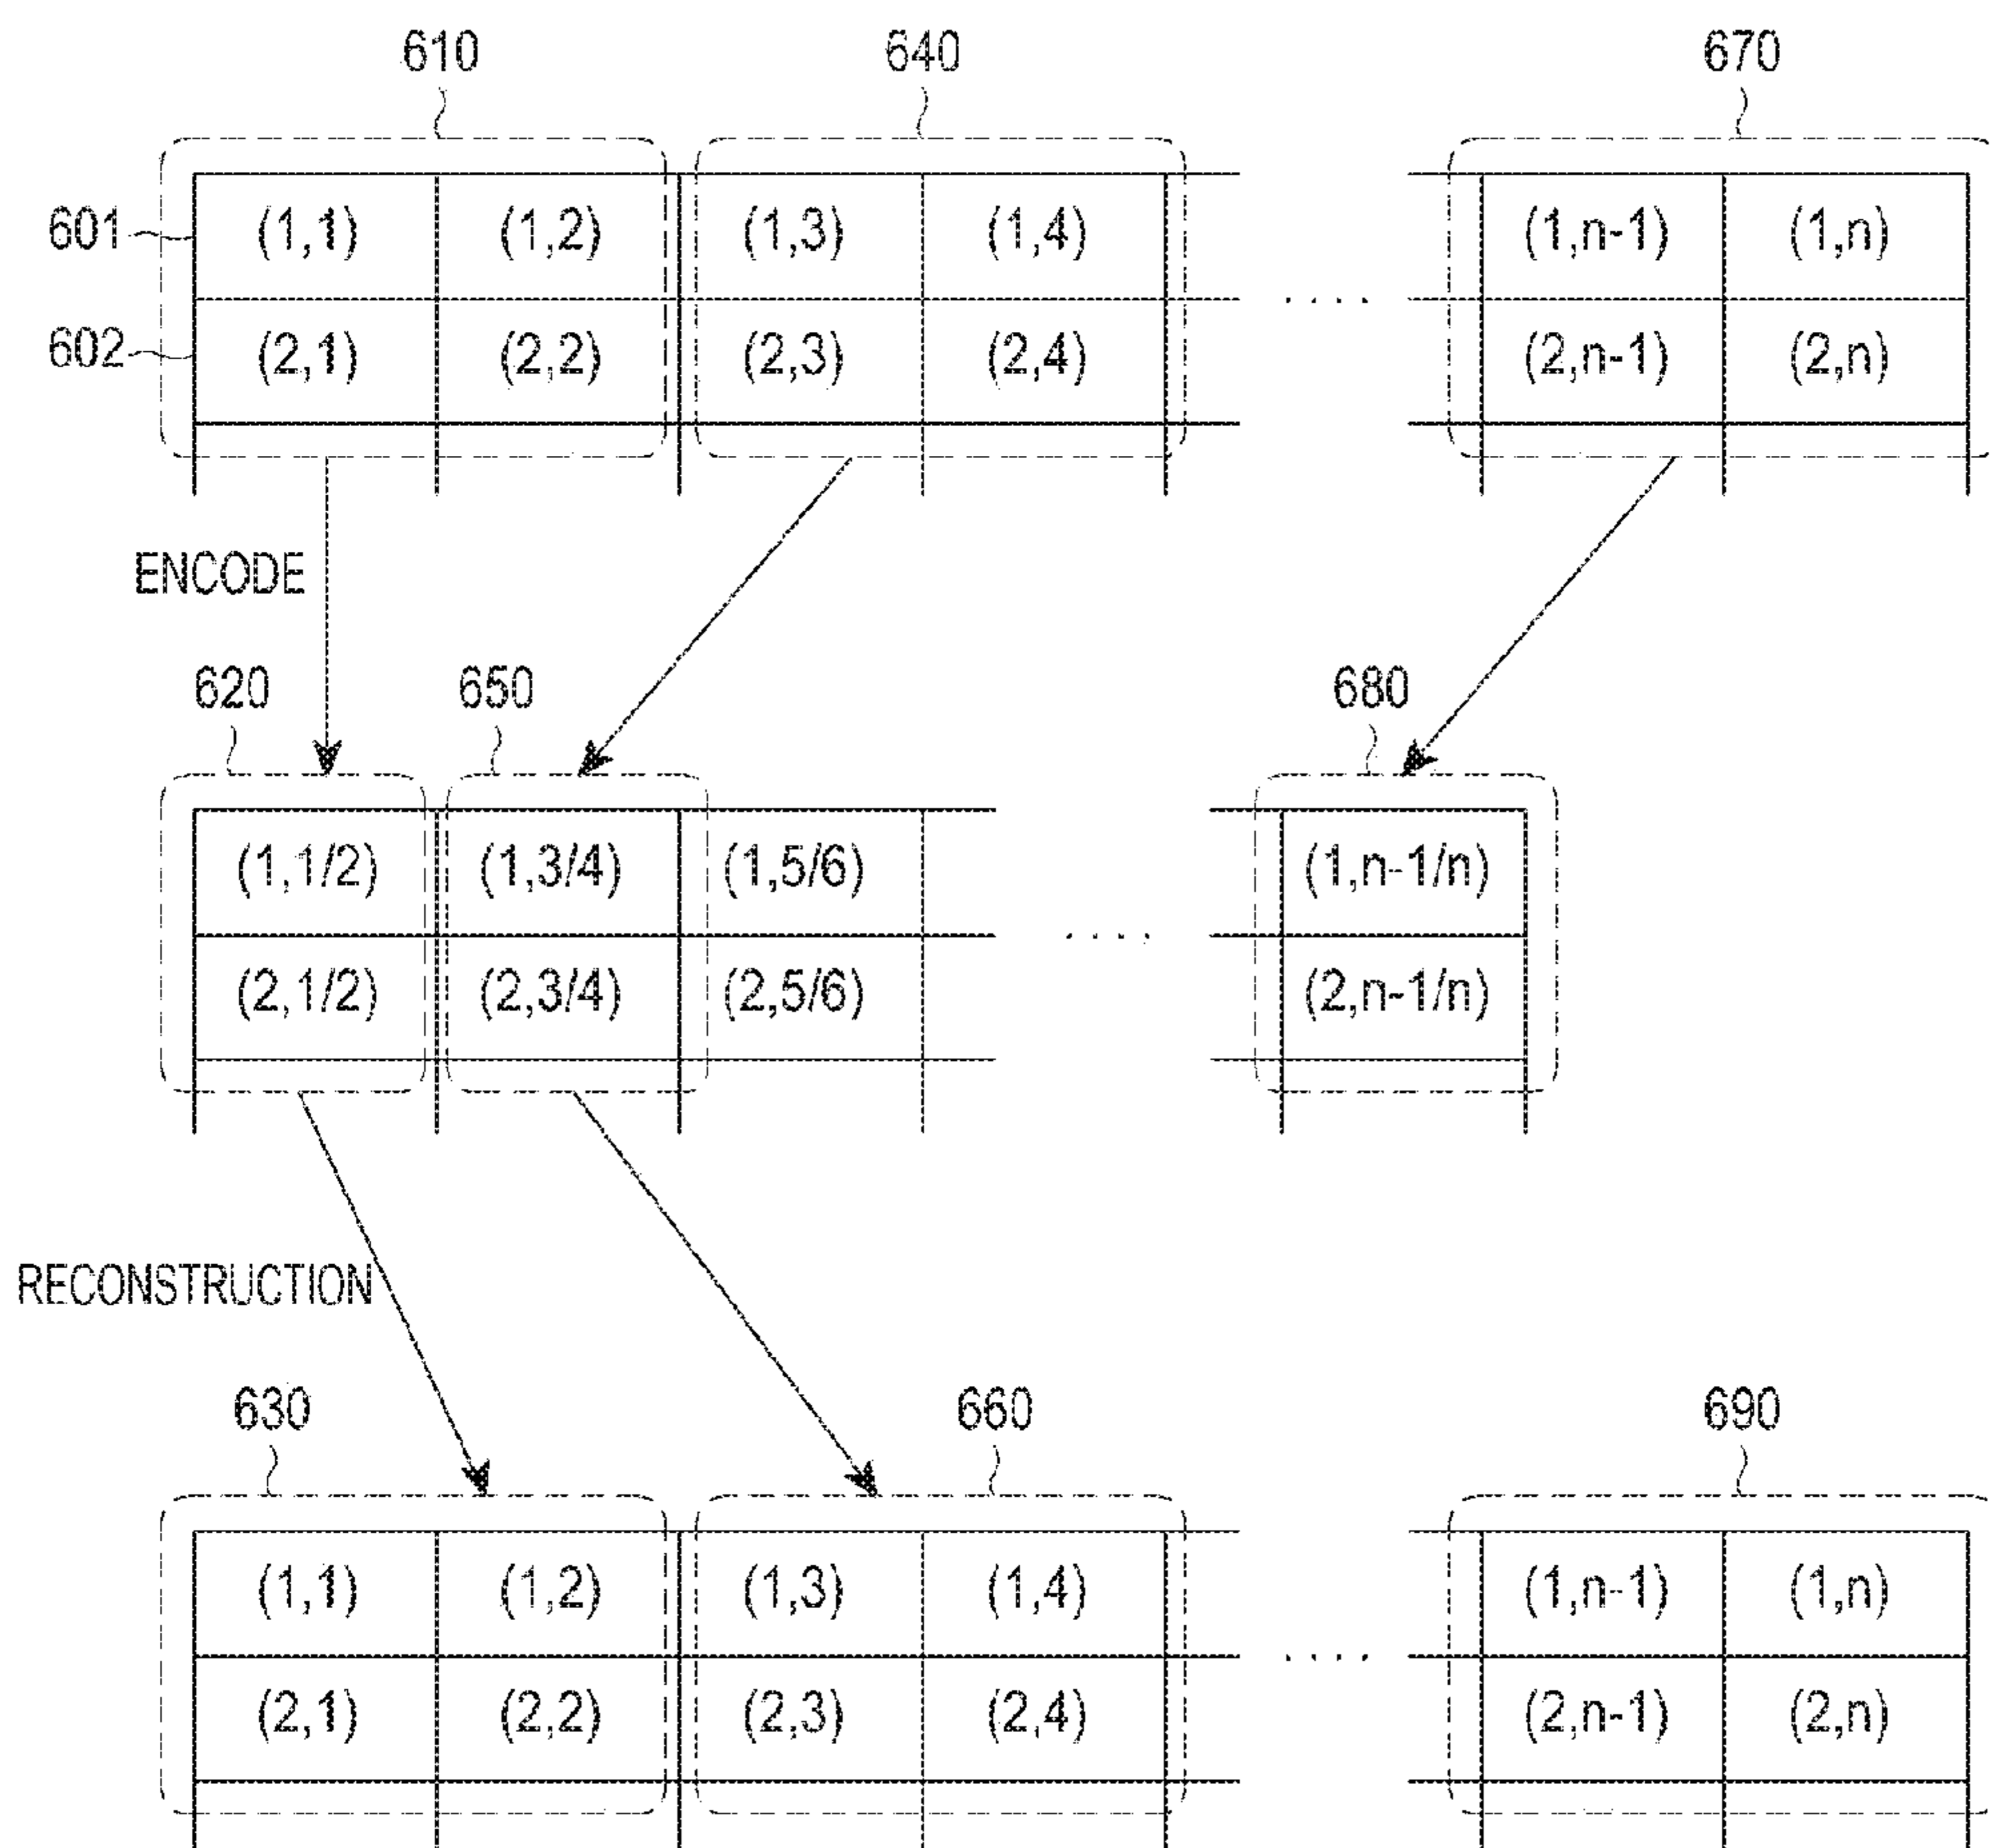 610 640 670
601 (1,1) (1,2) (1,3) (1,4) (1,n-1) (1,n)
. . . .
602 (2,1) (2,2) (2,3) (2,4) (2,n-1) (2,n)
ENCODE
620 650 680
(1,1/2) (1,3/4) (1,5/6) (1,n-1/n)
. . . .
(2,1/2) (2,3/4) (2,5/6) (2,n-1/n)
RECONSTRUCTION
630 660 690
(1,1) (1,2) (1,3) (1,4) (1,n-1) (1,n)
. . . .
(2,1) (2,2) (2,3) (2,4) (2,n-1) (2,n)